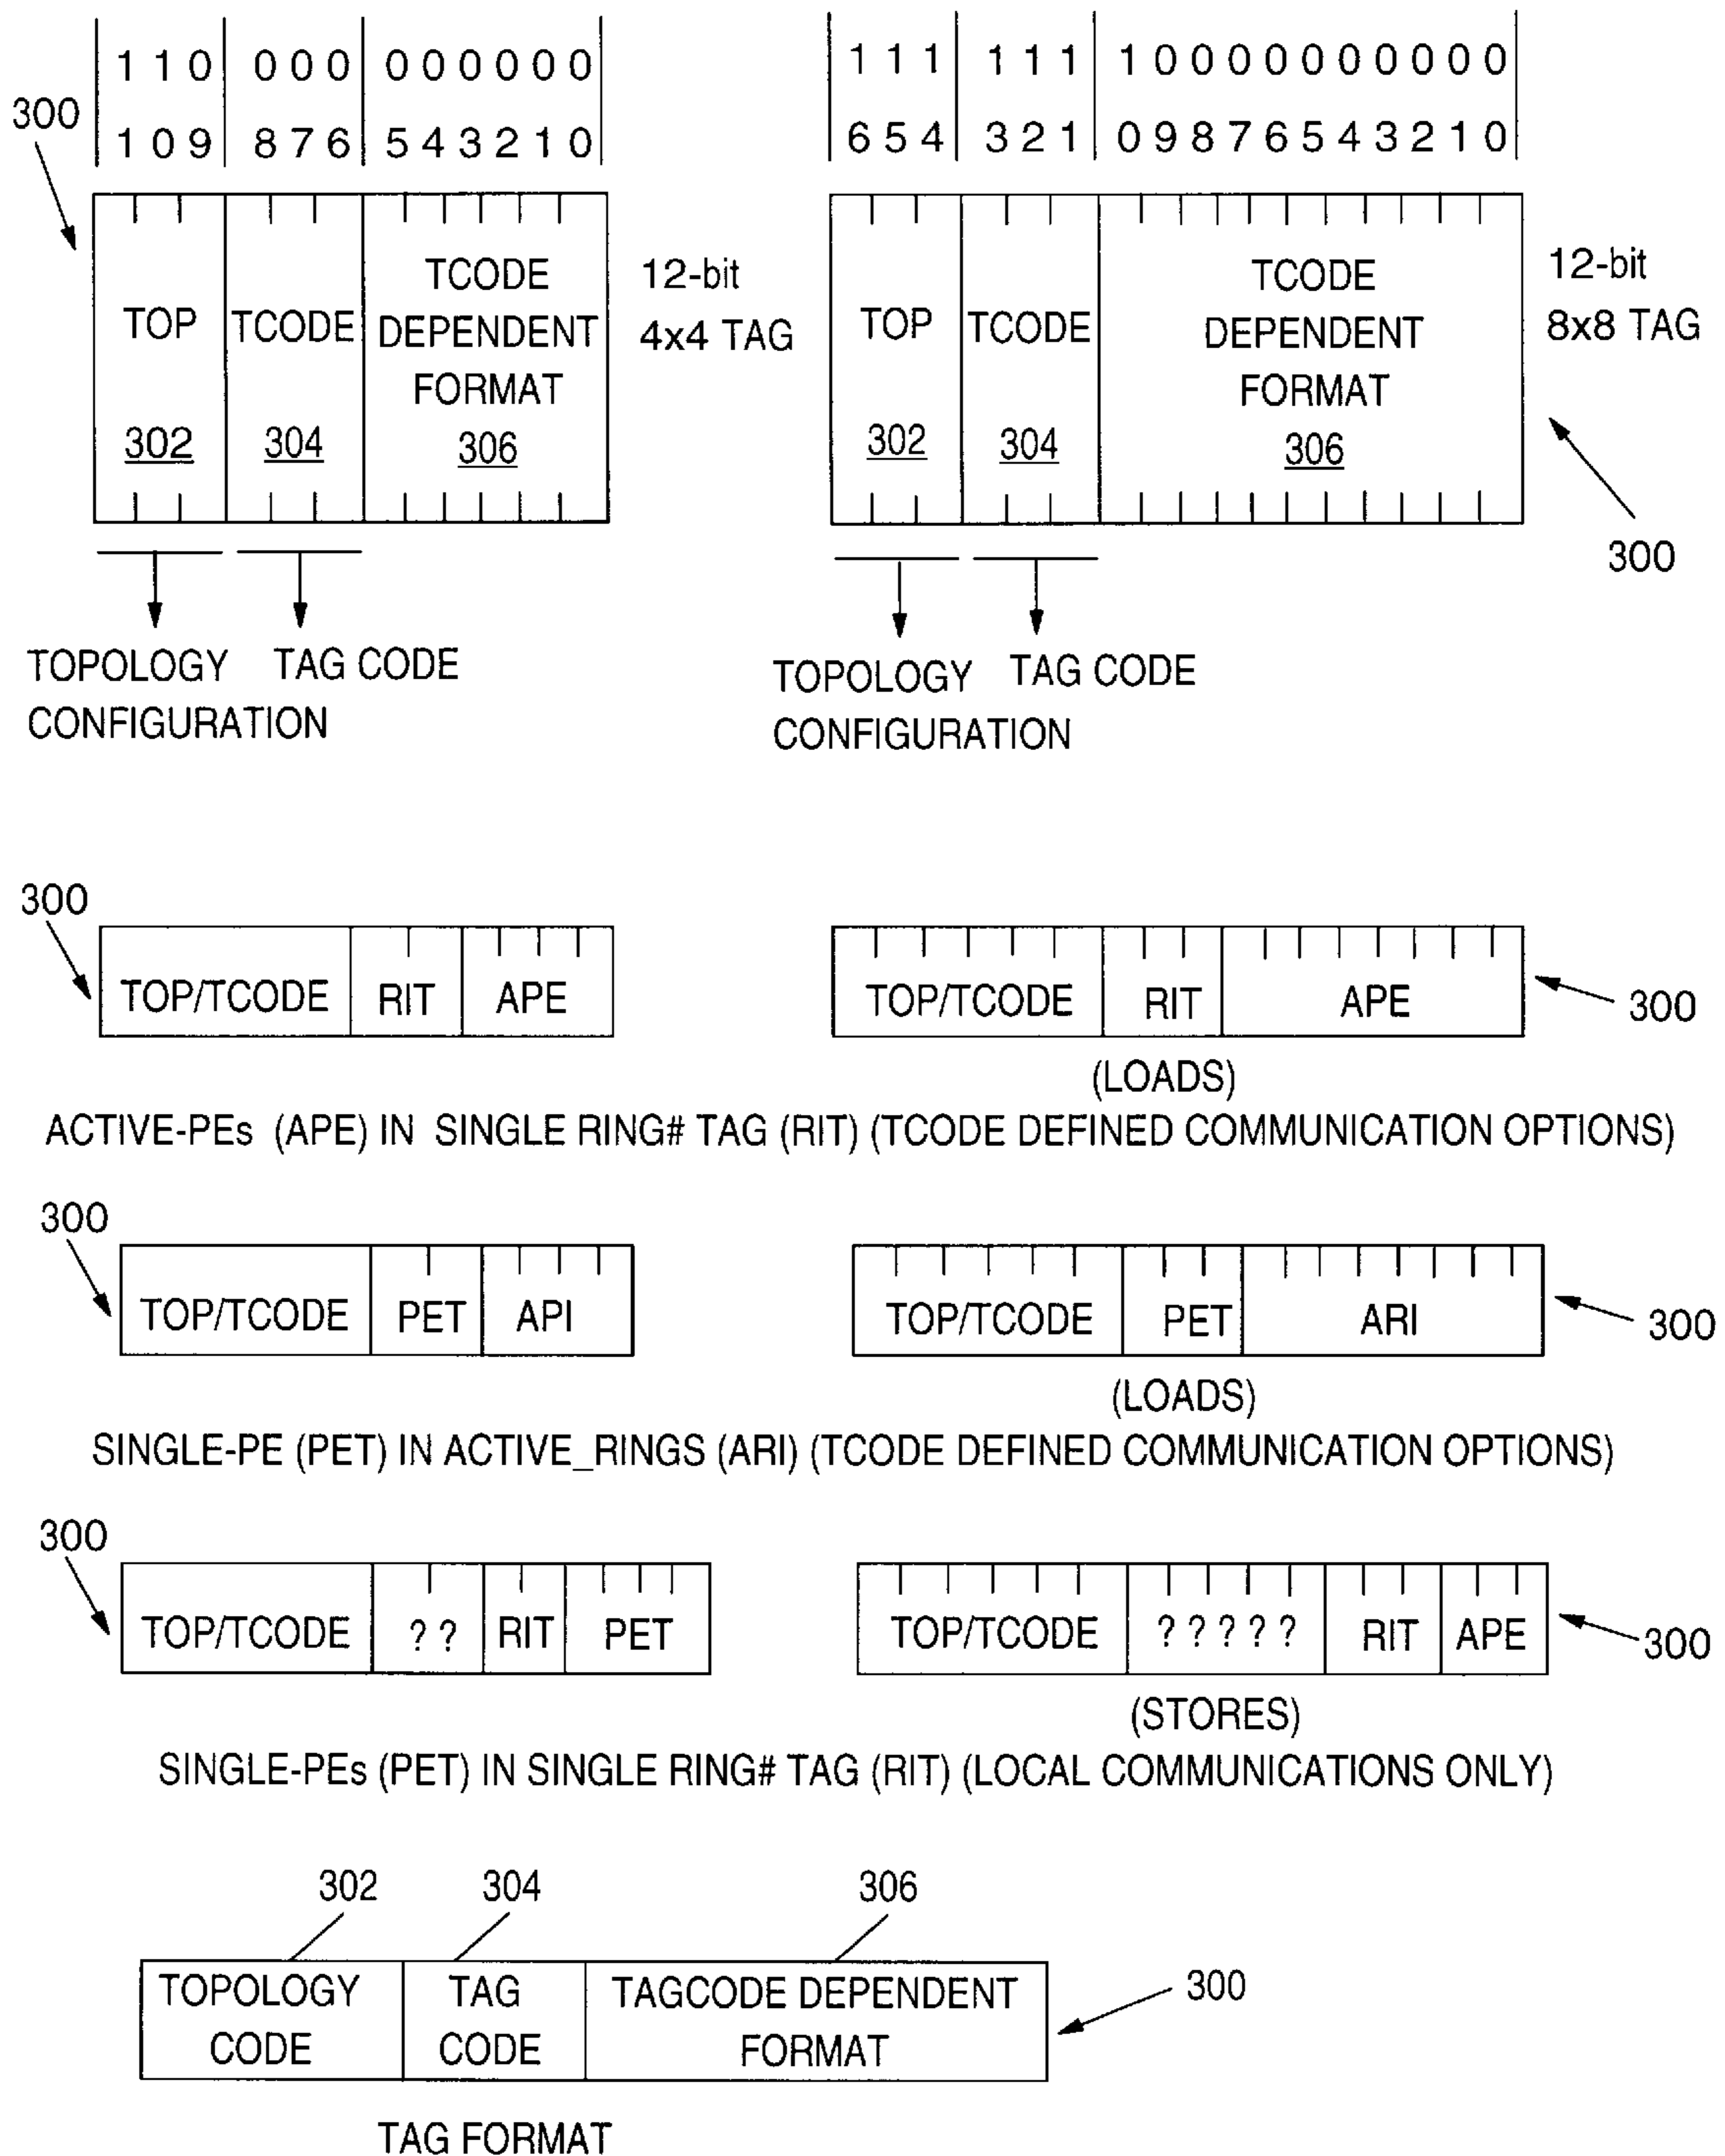 1 1 0 0 0 0 0 0 0 0 0 0
1 0 9 8 7 6 5 4 3 2 1 0
300
TOP
TCODE
TCODE
DEPENDENT
FORMAT
302
304
306
12-bit
4x4 TAG
TOPOLOGY
CONFIGURATION
TAG CODE
1 1 1 1 1 1 1 0 0 0 0 0 0 0 0 0 0
6 5 4 3 2 1 0 9 8 7 6 5 4 3 2 1 0
TOP
TCODE
TCODE
DEPENDENT
FORMAT
302
304
306
12-bit
8x8 TAG
300
TOPOLOGY
CONFIGURATION
TAG CODE
300
TOP/TCODE RIT APE
TOP/TCODE RIT APE
300
(LOADS)
ACTIVE-PEs (APE) IN SINGLE RING# TAG (RIT) (TCODE DEFINED COMMUNICATION OPTIONS)
300
TOP/TCODE PET API
TOP/TCODE PET ARI
300
(LOADS)
SINGLE-PE (PET) IN ACTIVE_RINGS (ARI) (TCODE DEFINED COMMUNICATION OPTIONS)
300
TOP/TCODE ? ? RIT PET
TOP/TCODE ? ? ? ? ? RIT APE
300
(STORES)
SINGLE-PEs (PET) IN SINGLE RING# TAG (RIT) (LOCAL COMMUNICATIONS ONLY)
302 304 306
TOPOLOGY
CODE
TAG
CODE
TAGCODE DEPENDENT
FORMAT
300
TAG FORMAT